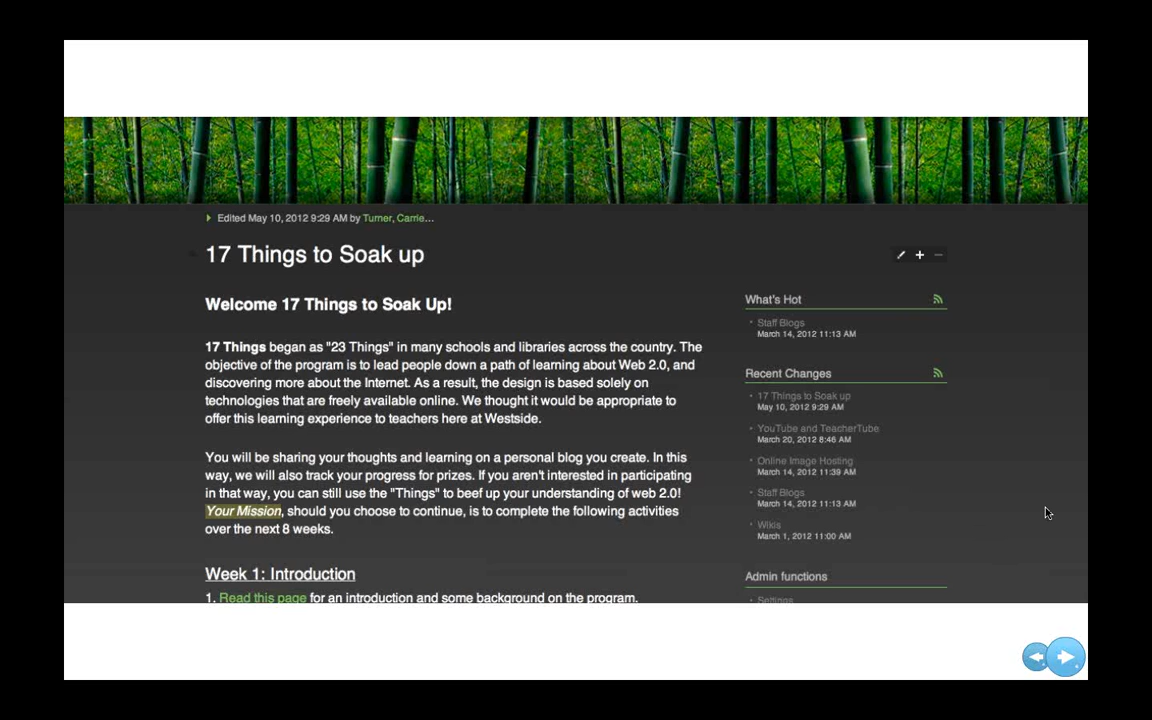 Edited May 10, 2012 9:29 AM by Turner, Carrie...
17 Things to Soak up
Welcome 17 Things to Soak Up!
17 Things began as "23 Things" in many schools and libraries across the country. The
objective of the program is to lead people down a path of learning about Web 2.0, and
discovering more about the Internet. As a result, the design is based solely on
technologies that are freely available online. We thought it would be appropriate to
offer this learning experience to teachers here at Westside.
You will be sharing your thoughts and learning on a personal blog you create. In this
way, we will also track your progress for prizes. If you aren't interested in participating
in that way, you can still use the "Things" to beef up your understanding of web 2.0!
Your Mission, should you choose to continue, is to complete the following activities
over the next 8 weeks.
Week 1: Introduction
1. Read this page for an introduction and some background on the program.
What's Hot
Staff Blogs
March 14, 2012 11:13 AM
Recent Changes
17 Things to Soak up
May 10, 2012 9:29 AM
YouTube and TeacherTube
March 20, 2012 8:46 AM
Online Image Hosting
March 14, 2012 11:39 AM
Staff Blogs
March 14, 2012 11:13 AM
Wikis
March 1, 2012 11:00 AM
Admin functions
Settings